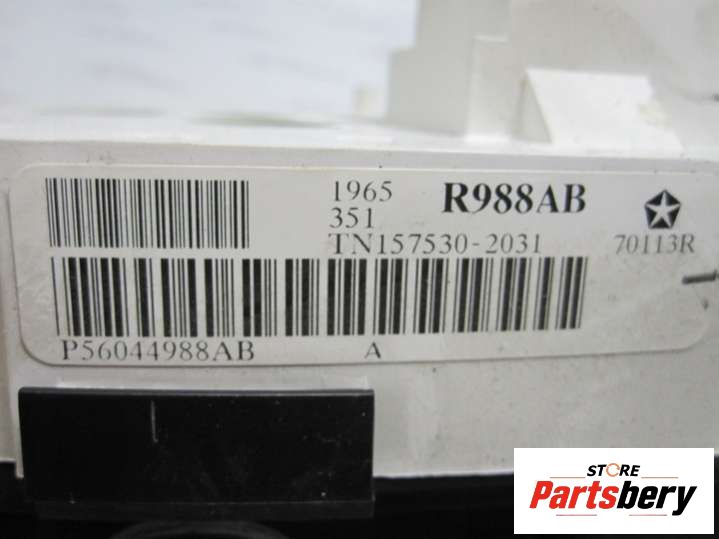 1965
R988AB
351
TN157530-2031
70113R
P56044988AB
A
STORE
Partsbery